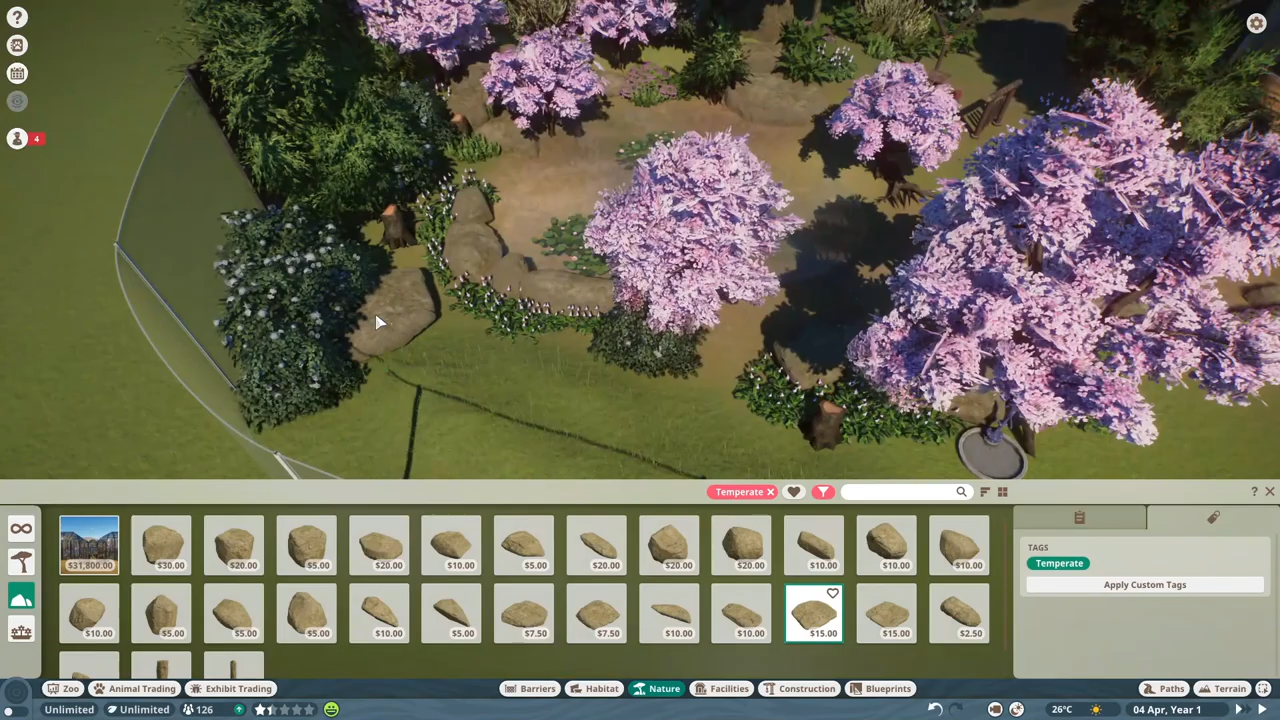 ?
4
Temperate ✕
? ✕
$31,800.00 $30.00 $20.00 $5.00 $20.00 $10.00 $5.00 $20.00 $20.00 $20.00 $10.00 $10.00 $10.00
TAGS
Temperate
Apply Custom Tags
$10.00 $5.00 $5.00 $5.00 $10.00 $5.00 $7.50 $7.50 $10.00 $10.00 $15.00 $15.00 $2.50
Zoo Animal Trading Exhibit Trading Barriers Habitat Nature Facilities Construction Blueprints Paths Terrain
Unlimited Unlimited 126 26°C 04 Apr, Year 1